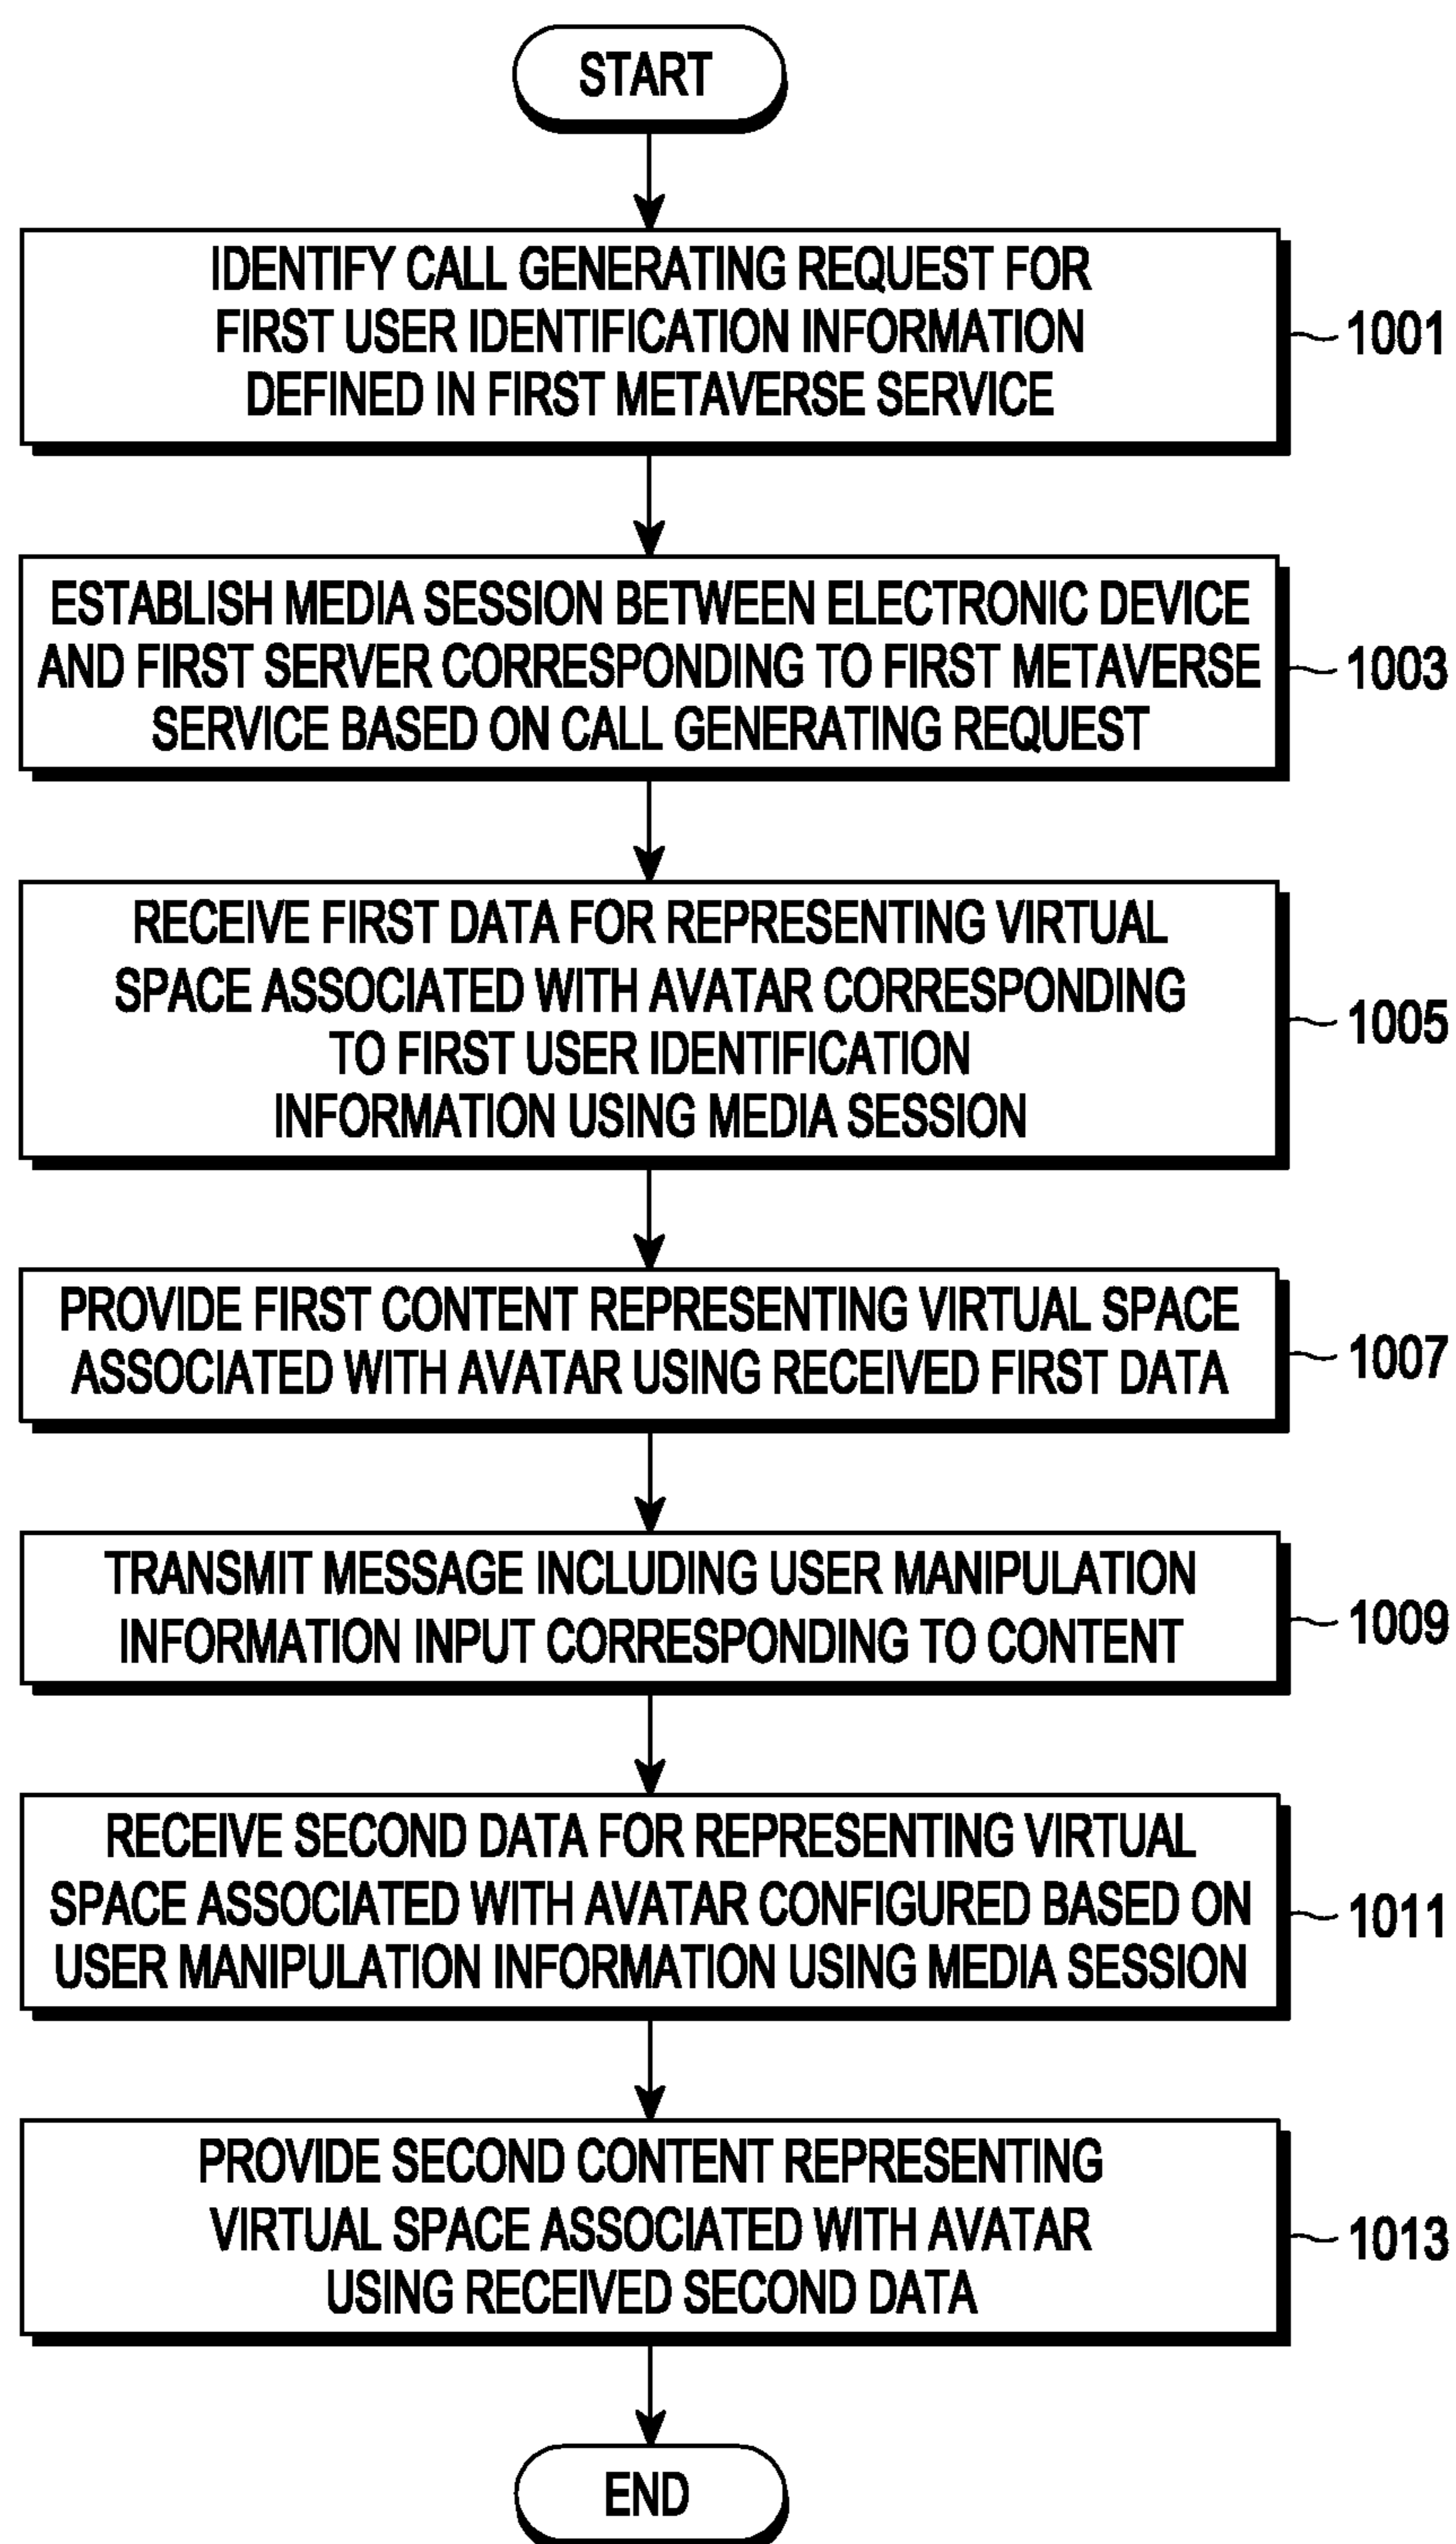 START
IDENTIFY CALL GENERATING REQUEST FOR
FIRST USER IDENTIFICATION INFORMATION
DEFINED IN FIRST METAVERSE SERVICE
1001
ESTABLISH MEDIA SESSION BETWEEN ELECTRONIC DEVICE
AND FIRST SERVER CORRESPONDING TO FIRST METAVERSE
SERVICE BASED ON CALL GENERATING REQUEST
1003
RECEIVE FIRST DATA FOR REPRESENTING VIRTUAL
SPACE ASSOCIATED WITH AVATAR CORRESPONDING
TO FIRST USER IDENTIFICATION
INFORMATION USING MEDIA SESSION
1005
PROVIDE FIRST CONTENT REPRESENTING VIRTUAL SPACE
ASSOCIATED WITH AVATAR USING RECEIVED FIRST DATA
1007
TRANSMIT MESSAGE INCLUDING USER MANIPULATION
INFORMATION INPUT CORRESPONDING TO CONTENT
1009
RECEIVE SECOND DATA FOR REPRESENTING VIRTUAL
SPACE ASSOCIATED WITH AVATAR CONFIGURED BASED ON
USER MANIPULATION INFORMATION USING MEDIA SESSION
1011
PROVIDE SECOND CONTENT REPRESENTING
VIRTUAL SPACE ASSOCIATED WITH AVATAR
USING RECEIVED SECOND DATA
1013
END